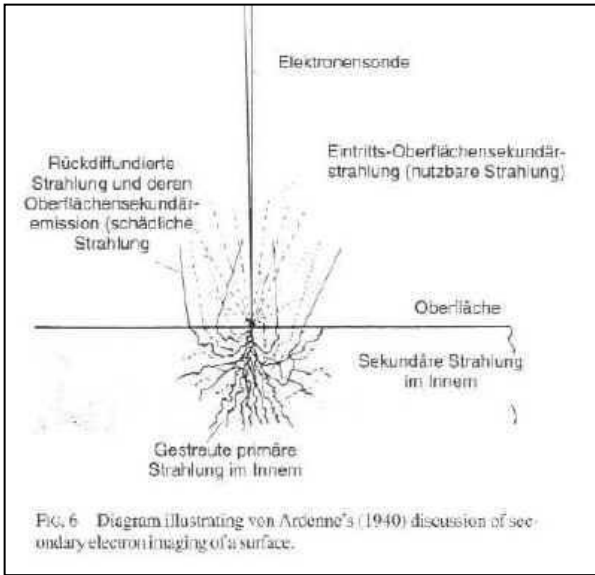 Elektronensonde
Rückdiffundierte
Strahlung und deren
Oberflächensekundär-
emission (schädliche
Strahlung
Eintritts-Oberflächensekundär-
strahlung (nutzbare Strahlung)
Oberfläche
Sekundäre Strahlung
im Innern
Gestreute primäre
Strahlung im Innern
FIG. 6 Diagram illustrating von Ardenne's (1940) discussion of sec-
ondary electron imaging of a surface.